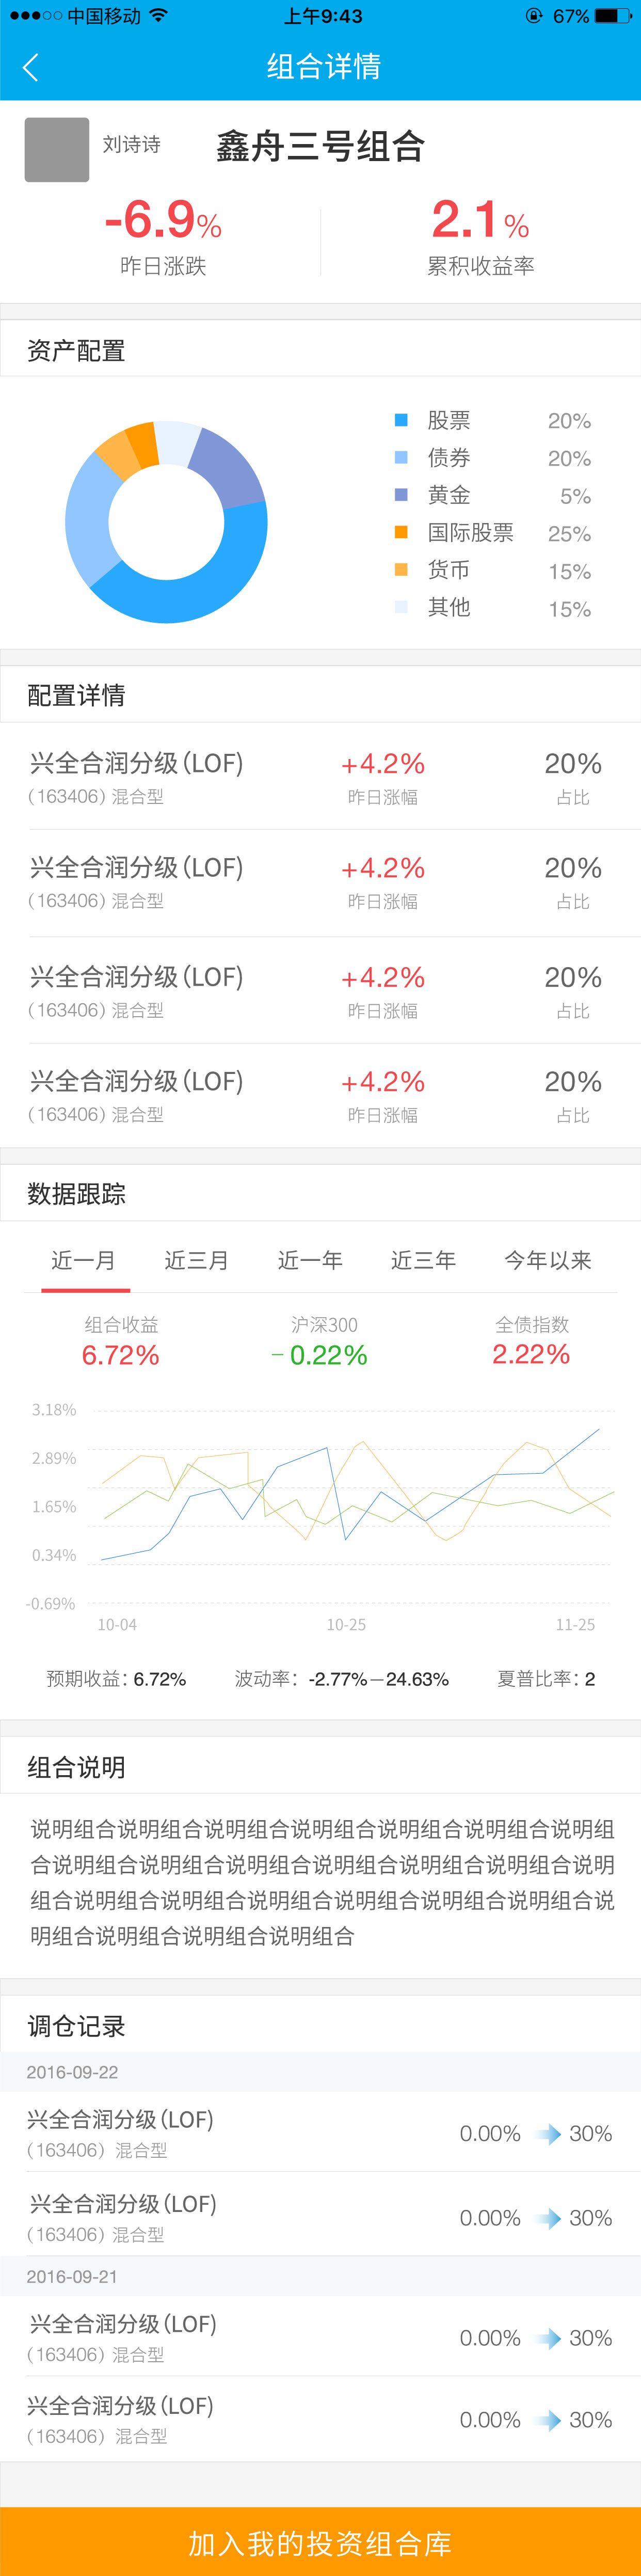 中国移动 上午9:43 67%
组合详情
刘诗诗 鑫舟三号组合
-6.9% 2.1%
昨日涨跌 累积收益率
资产配置
股票 20%
债券 20%
黄金 5%
国际股票 25%
货币 15%
其他 15%
配置详情
兴全合润分级(LOF) +4.2% 20%
(163406) 混合型 昨日涨幅 占比
兴全合润分级(LOF) +4.2% 20%
(163406) 混合型 昨日涨幅 占比
兴全合润分级(LOF) +4.2% 20%
(163406) 混合型 昨日涨幅 占比
兴全合润分级(LOF) +4.2% 20%
(163406) 混合型 昨日涨幅 占比
数据跟踪
近一月 近三月 近一年 近三年 今年以来
组合收益 沪深300 全债指数
6.72% －0.22% 2.22%
3.18%
2.89%
1.65%
0.34%
-0.69%
10-04 10-25 11-25
预期收益：6.72% 波动率：-2.77%—24.63% 夏普比率：2
组合说明
说明组合说明组合说明组合说明组合说明组合说明组合说明组
合说明组合说明组合说明组合说明组合说明组合说明组合说明
组合说明组合说明组合说明组合说明组合说明组合说明组合说
明组合说明组合说明组合说明组合
调仓记录
2016-09-22
兴全合润分级(LOF) 0.00% 30%
(163406) 混合型
兴全合润分级(LOF) 0.00% 30%
(163406) 混合型
2016-09-21
兴全合润分级(LOF) 0.00% 30%
(163406) 混合型
兴全合润分级(LOF) 0.00% 30%
(163406) 混合型
加入我的投资组合库